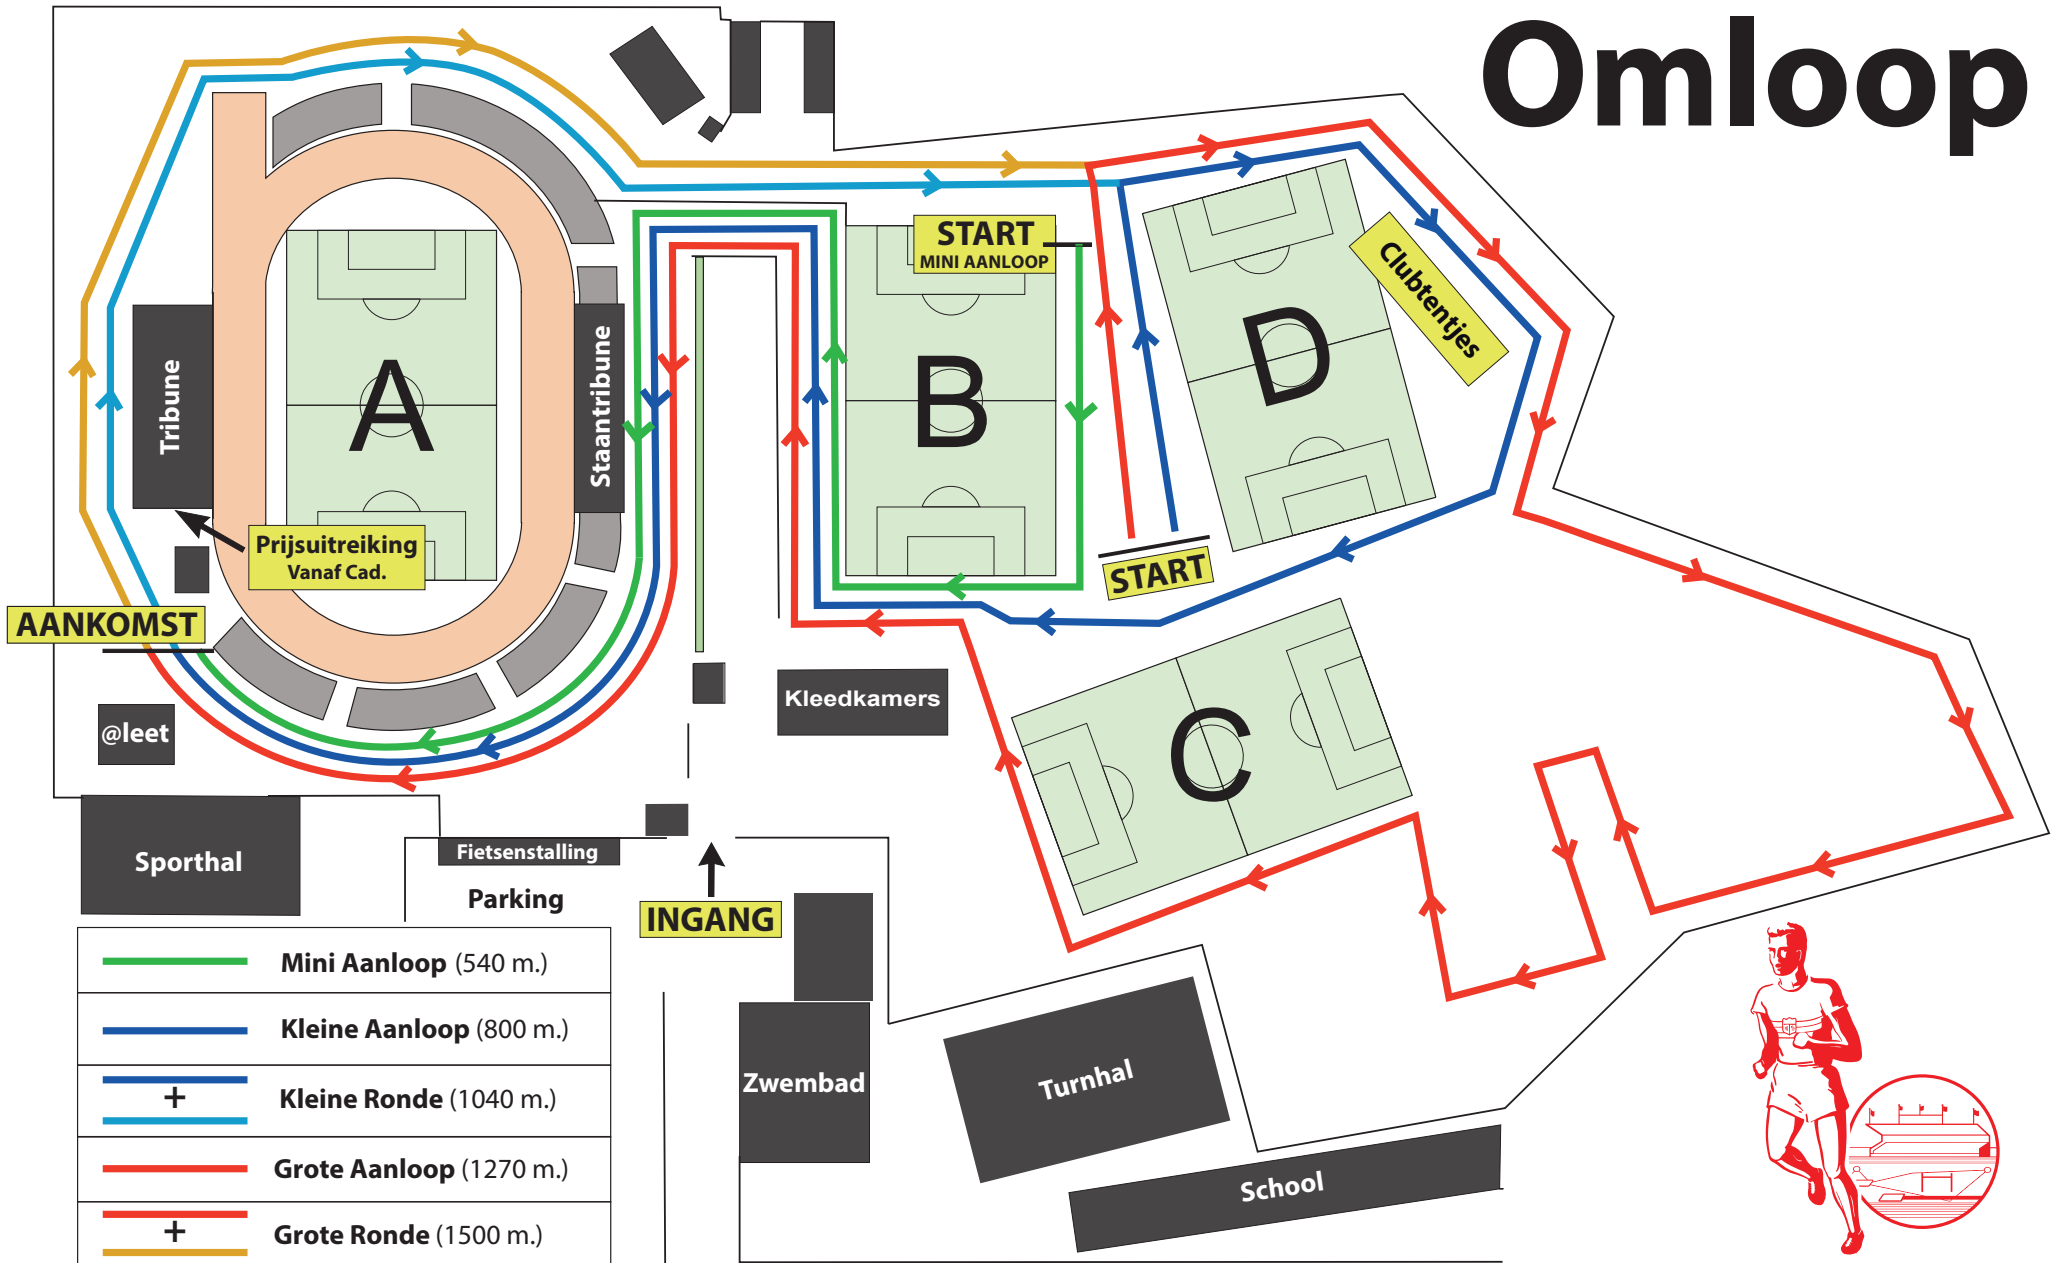 Omloop
START
MINI AANLOOP
Clubtentjes
D
A
B
Tribune
Staantribune
Prijsuitreiking
Vanaf Cad.
START
AANKOMST
Kleedkamers
C
@leet
Sporthal
Fietsenstalling
Parking
INGANG
Mini Aanloop (540 m.)
Kleine Aanloop (800 m.)
+
Kleine Ronde (1040 m.)
Grote Aanloop (1270 m.)
+
Grote Ronde (1500 m.)
Zwembad
Turnhal
School